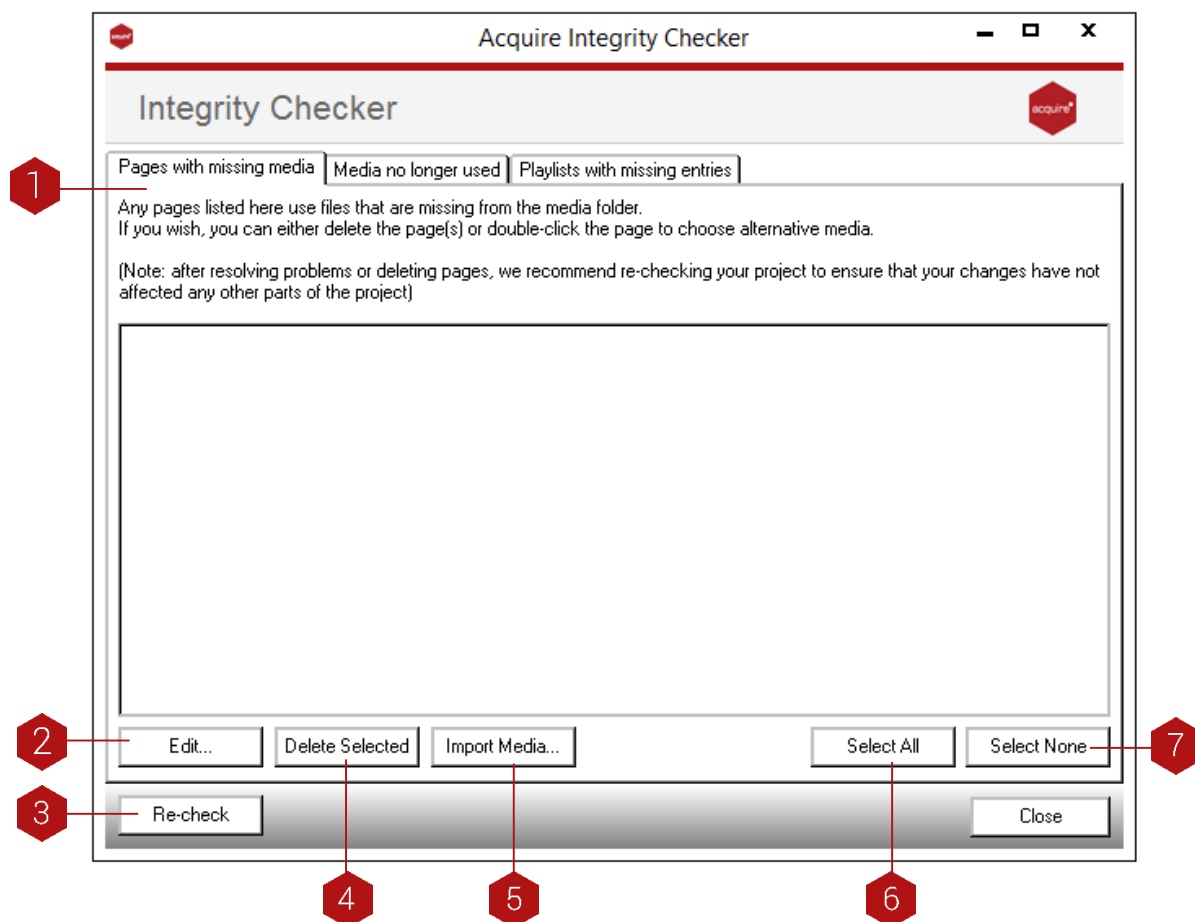 acquire
Acquire Integrity Checker
Integrity Checker
acquire
Pages with missing media
Media no longer used
Playlists with missing entries
1
Any pages listed here use files that are missing from the media folder.
If you wish, you can either delete the page(s) or double-click the page to choose alternative media.
(Note: after resolving problems or deleting pages, we recommend re-checking your project to ensure that your changes have not
affected any other parts of the project)
2
Edit...
Delete Selected
Import Media...
Select All
Select None
7
3
Re-check
Close
4
5
6